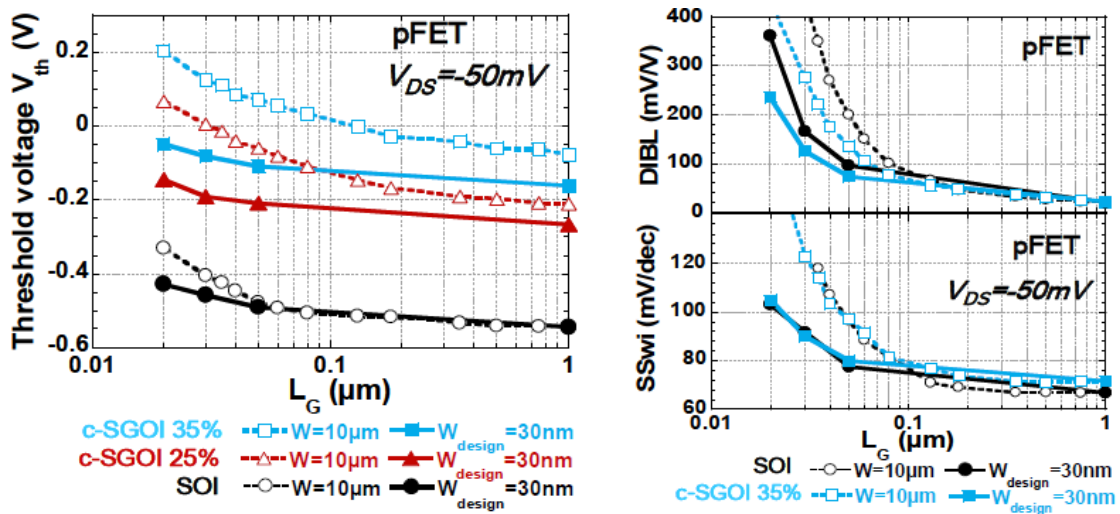 Threshold voltage V_th (V)
0.2
0
-0.2
-0.4
-0.6
pFET
V_DS=-50mV
0.01
0.1
1
L_G (µm)
c-SGOI 35% W=10µm W_design=30nm
c-SGOI 25% W=10µm W_design=30nm
SOI W=10µm W_design=30nm
DIBL (mV/V)
400
300
200
100
0
pFET
SSwi (mV/dec)
120
100
80
60
pFET
V_DS=-50mV
0.01
0.1
1
L_G (µm)
SOI W=10µm W_design=30nm
c-SGOI 35% W=10µm W_design=30nm